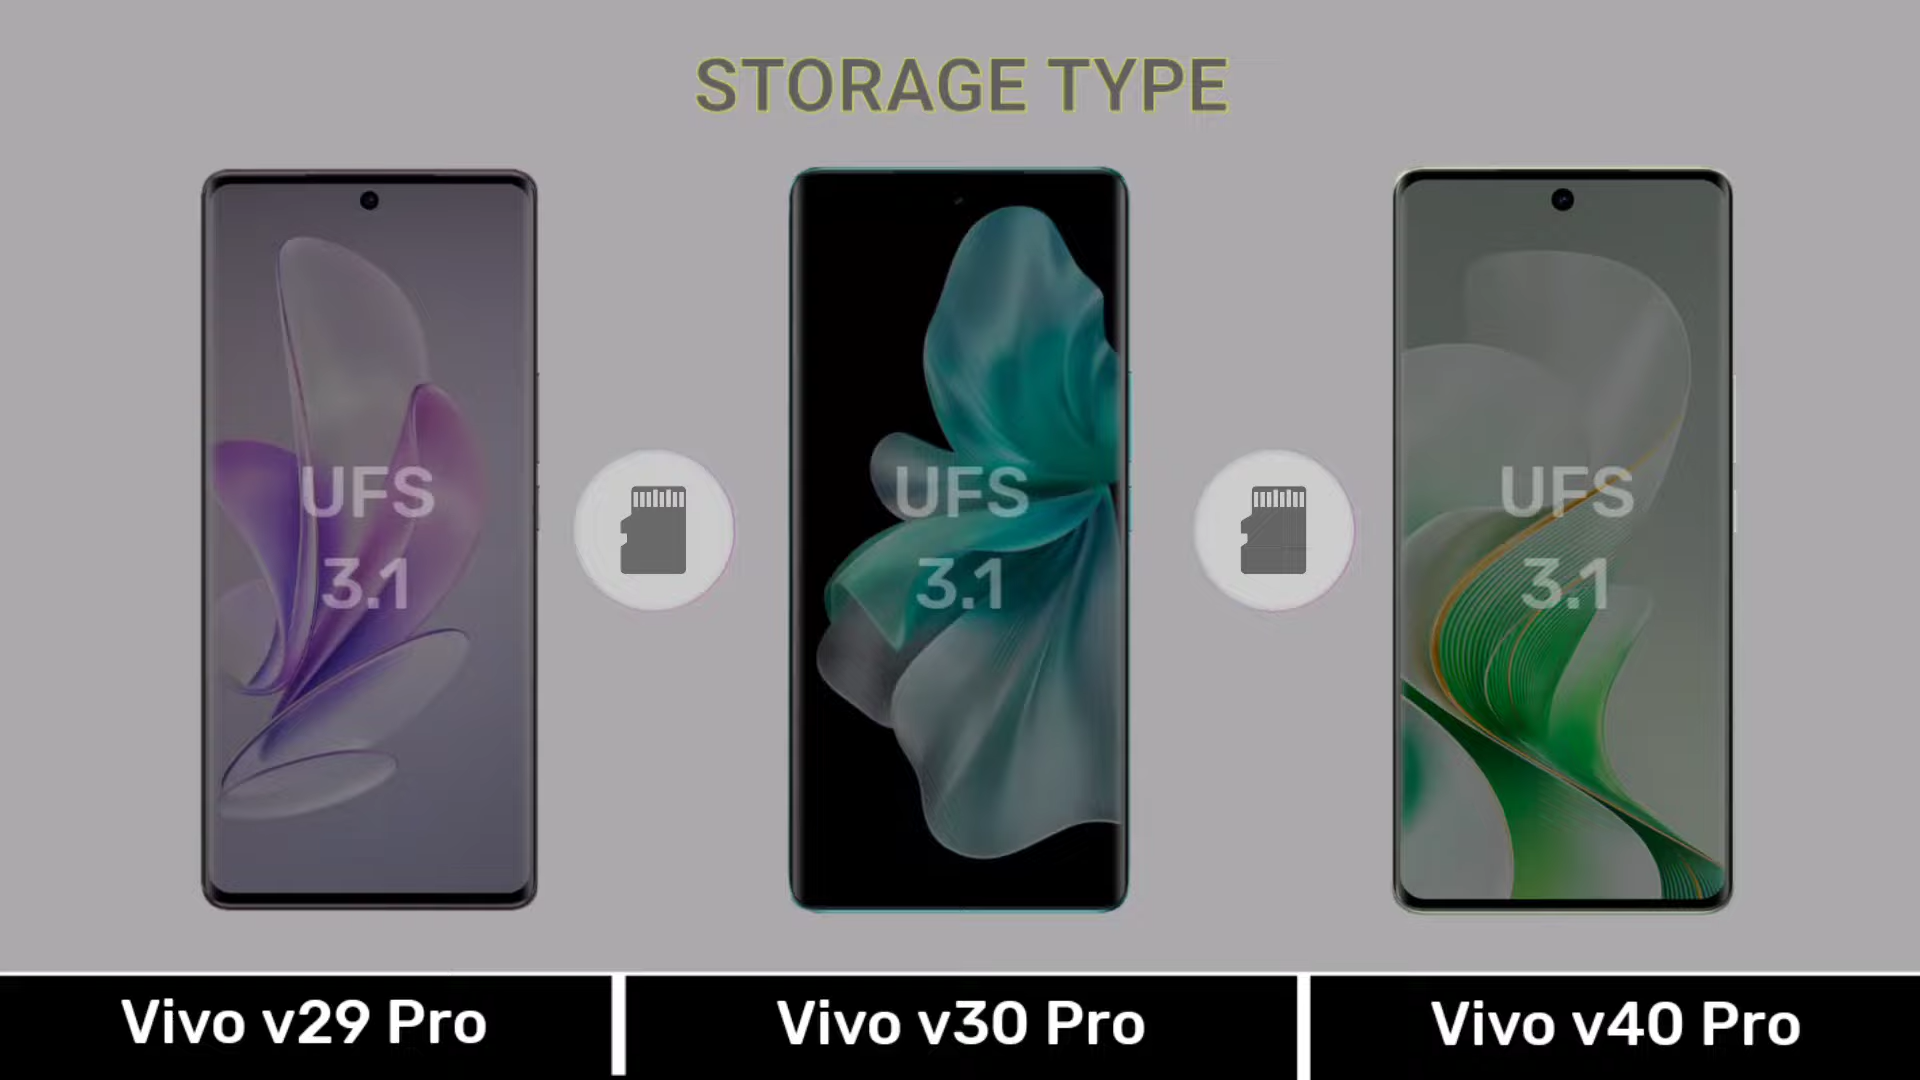 STORAGE TYPE
UFS
3.1
UFS
3.1
UFS
3.1
Vivo v29 Pro
Vivo v30 Pro
Vivo v40 Pro